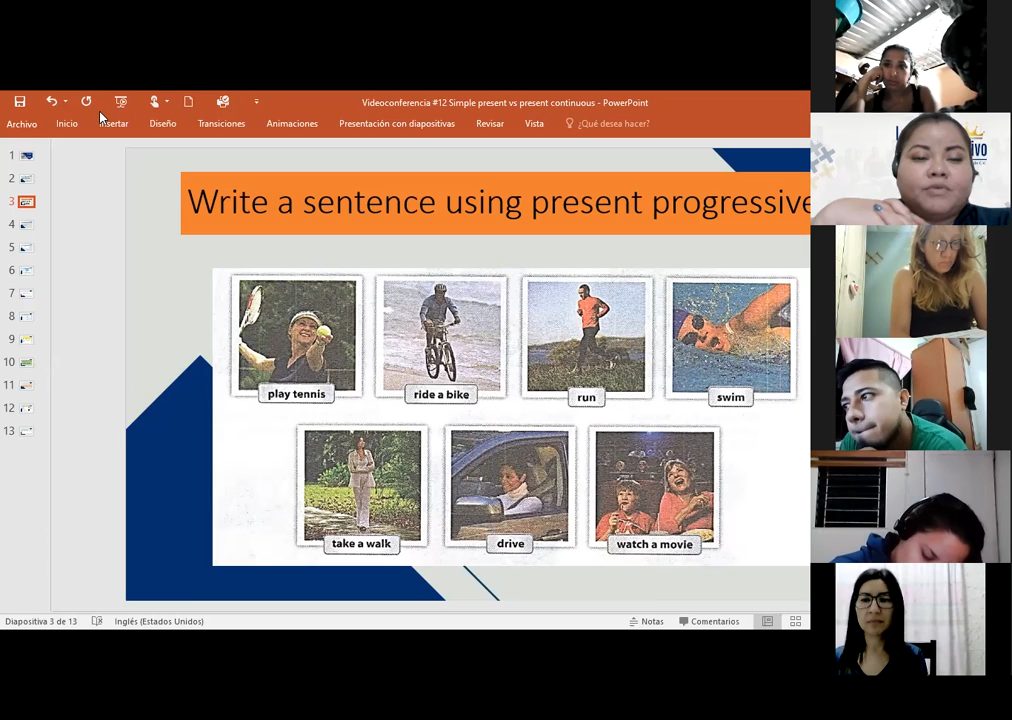 Videoconferencia #12 Simple present vs present continuous - PowerPoint
Archivo Inicio Insertar Diseño Transiciones Animaciones Presentación con diapositivas Revisar Vista ¿Qué desea hacer?
1
2
3
4
5
6
7
8
9
10
11
12
13
Write a sentence using present progressive
play tennis ride a bike run swim
take a walk drive watch a movie
Diapositiva 3 de 13 Inglés (Estados Unidos) Notas Comentarios